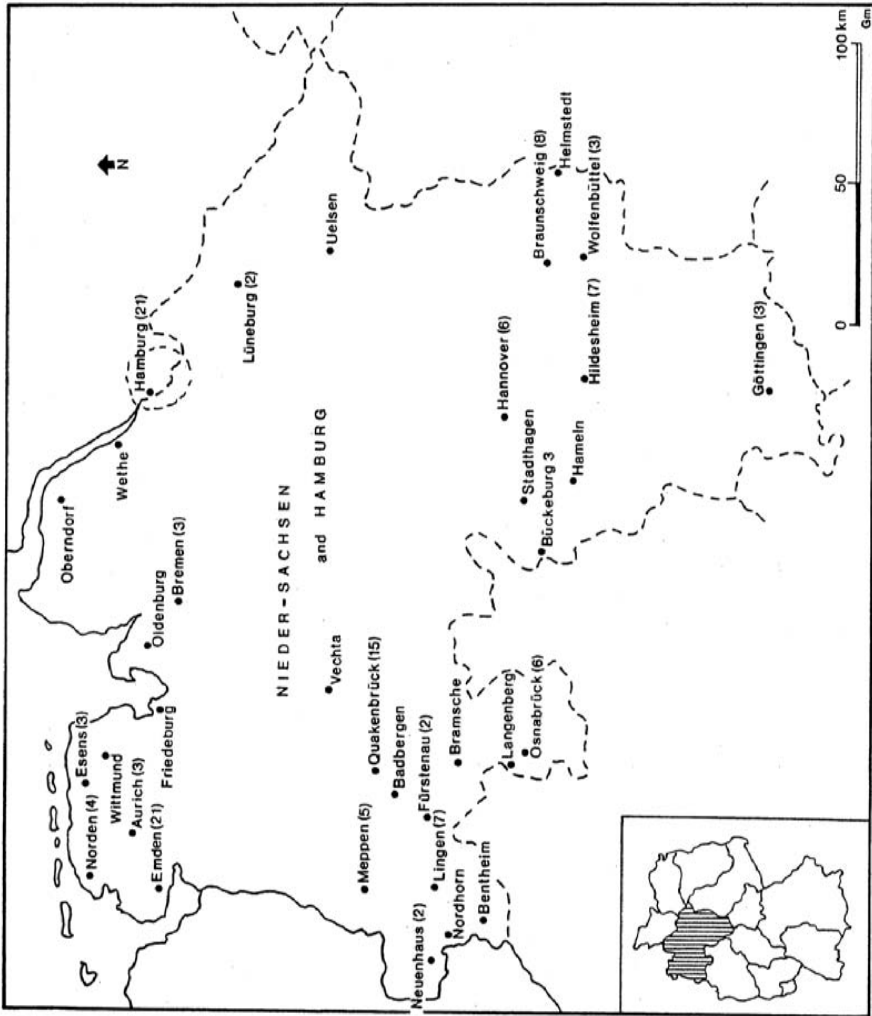 N
Norden (4)
Esens (3)
Wittmund
Aurich (3)
Emden (21)
Friedeburg
Oldenburg
Bremen (3)
Oberndorf
Wethe
Hamburg (21)
Lüneburg (2)
Uelsen
NIEDER-SACHSEN
and HAMBURG
Vechta
Quakenbrück (15)
Badbergen
Fürstenau (2)
Meppen (5)
Lingen (7)
Neuenhaus (2)
Nordhorn
Bentheim
Bramsche
Langenberg
Osnabrück (6)
Hannover (6)
Stadthagen
Bückeburg 3
Hameln
Hildesheim (7)
Braunschweig (8)
Helmstedt
Wolfenbüttel (3)
Göttingen (3)
0 50 100 km
Gm